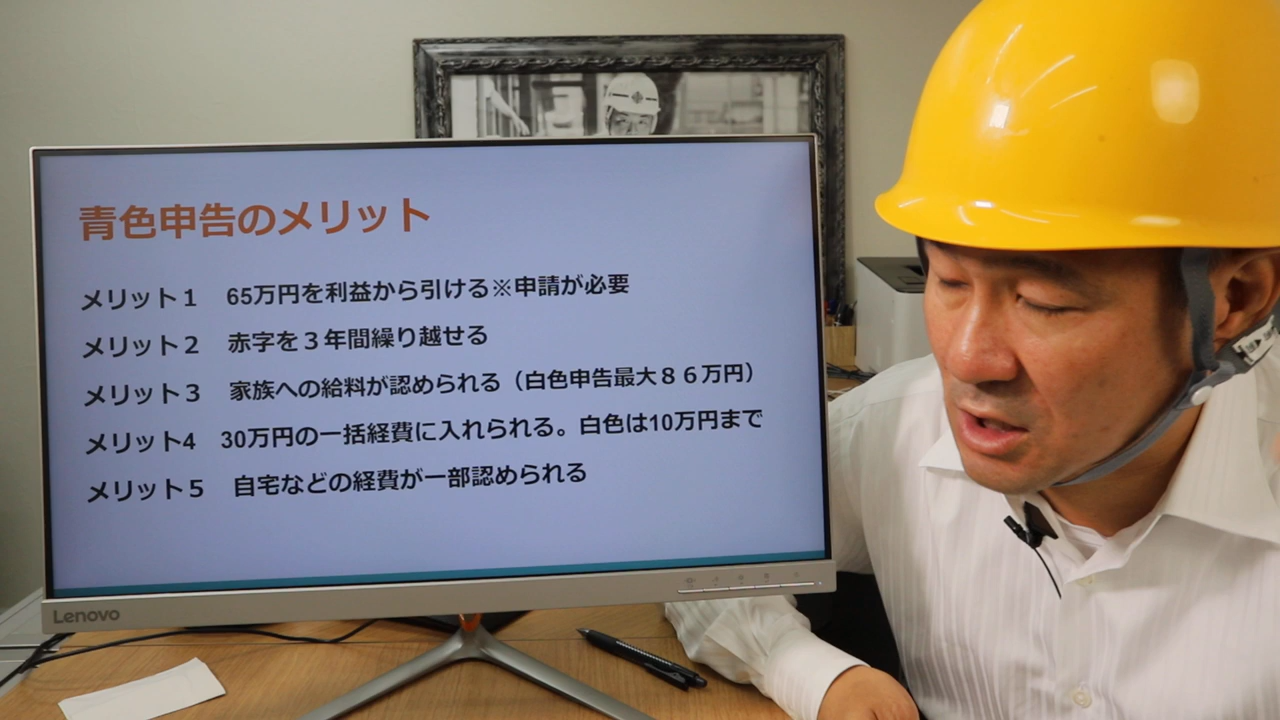 青色申告のメリット
メリット１ 65万円を利益から引ける※申請が必要
メリット２ 赤字を３年間繰り越せる
メリット３ 家族への給料が認められる（白色申告最大８６万円）
メリット4 30万円の一括経費に入れられる。白色は10万円まで
メリット５ 自宅などの経費が一部認められる
Lenovo